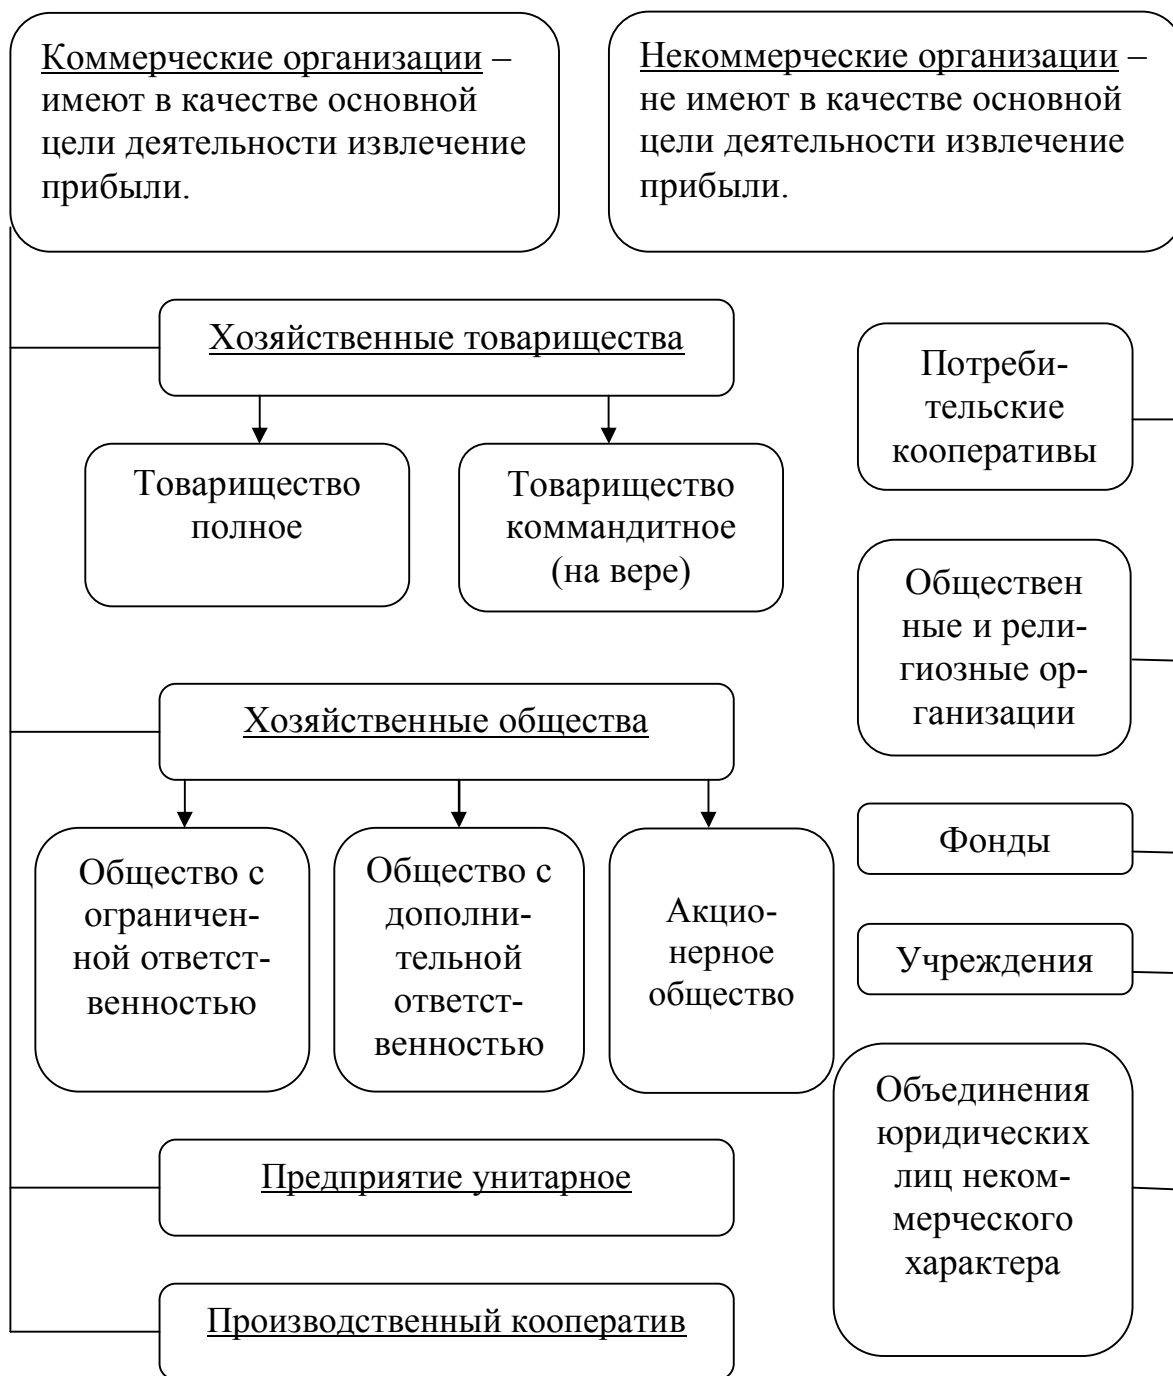 Коммерческие организации –
имеют в качестве основной
цели деятельности извлечение
прибыли.
Некоммерческие организации –
не имеют в качестве основной
цели деятельности извлечение
прибыли.
Хозяйственные товарищества
Товарищество
полное
Товарищество
коммандитное
(на вере)
Хозяйственные общества
Общество с
ограничен-
ной ответст-
венностью
Общество с
дополни-
тельной
ответст-
венностью
Акцио-
нерное
общество
Предприятие унитарное
Производственный кооператив
Потреби-
тельские
кооперативы
Обществен
ные и рели-
гиозные ор-
ганизации
Фонды
Учреждения
Объединения
юридических
лиц неком-
мерческого
характера